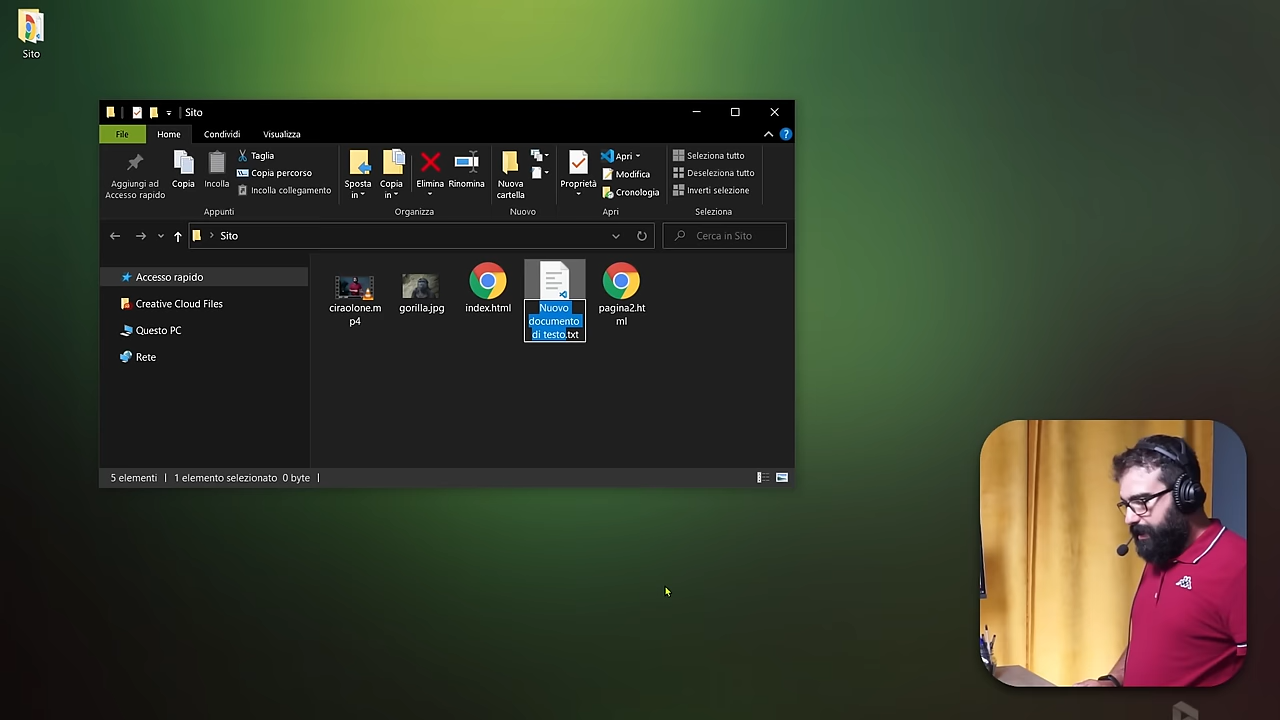 Sito
Sito
File
Home
Condividi
Visualizza
Aggiungi ad
Accesso rapido
Copia
Incolla
Taglia
Copia percorso
Incolla collegamento
Sposta
in
Copia
in
Elimina
Rinomina
Nuova
cartella
Proprietà
Apri
Modifica
Cronologia
Seleziona tutto
Deseleziona tutto
Inverti selezione
Appunti
Organizza
Nuovo
Apri
Seleziona
Sito
Cerca in Sito
Accesso rapido
Creative Cloud Files
Questo PC
Rete
ciraolone.m
p4
gorilla.jpg
index.html
Nuovo
documento
di testo.txt
pagina2.ht
ml
5 elementi
1 elemento selezionato 0 byte